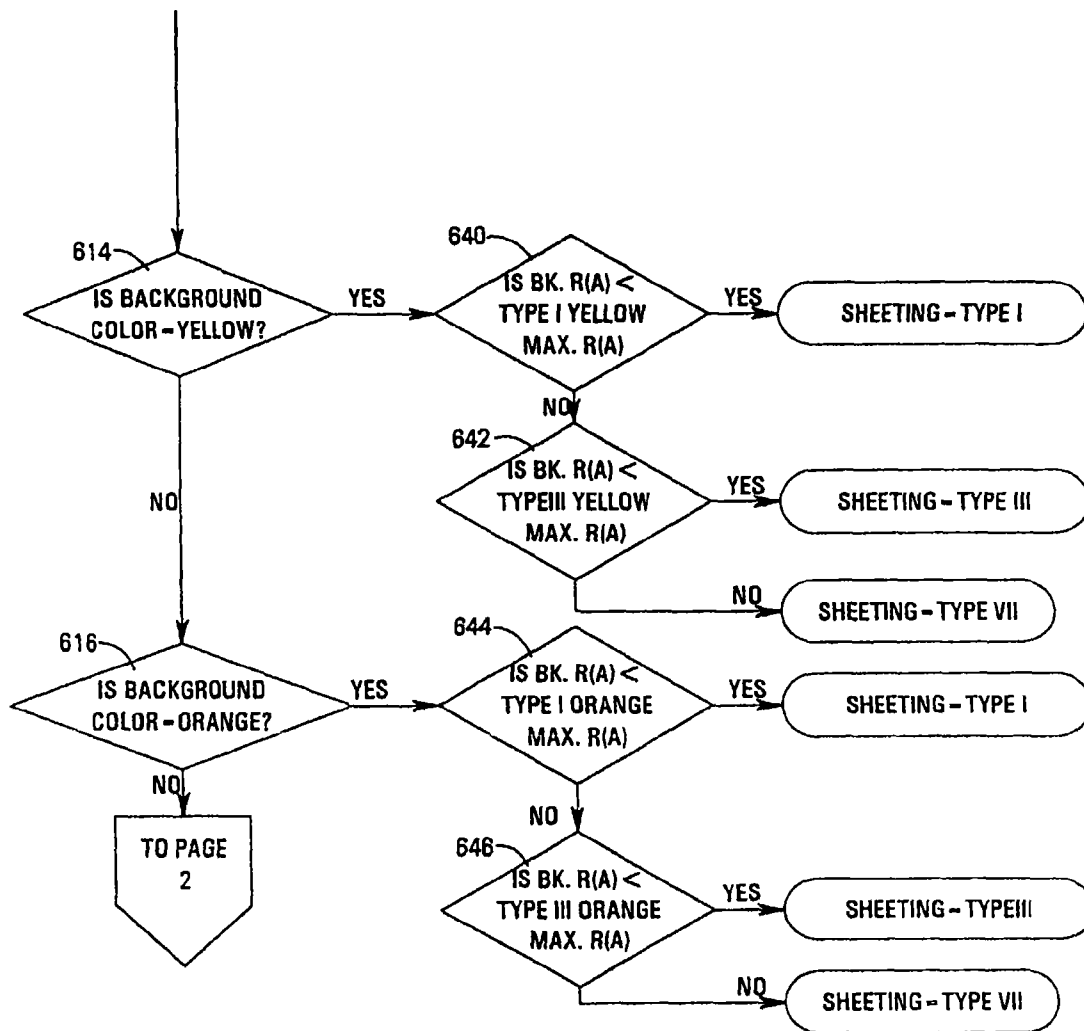 614
IS BACKGROUND
COLOR-YELLOW?
YES
640
IS BK. R(A) <
TYPE I YELLOW
MAX. R(A)
YES
SHEETING-TYPE I
NO
642
IS BK. R(A) <
TYPEIII YELLOW
MAX. R(A)
YES
SHEETING-TYPE III
NO
SHEETING-TYPE VII
NO
616
IS BACKGROUND
COLOR-ORANGE?
YES
644
IS BK. R(A) <
TYPE I ORANGE
MAX. R(A)
YES
SHEETING-TYPE I
NO
TO PAGE
2
NO
646
IS BK. R(A) <
TYPE III ORANGE
MAX. R(A)
YES
SHEETING-TYPEIII
NO
SHEETING-TYPE VII